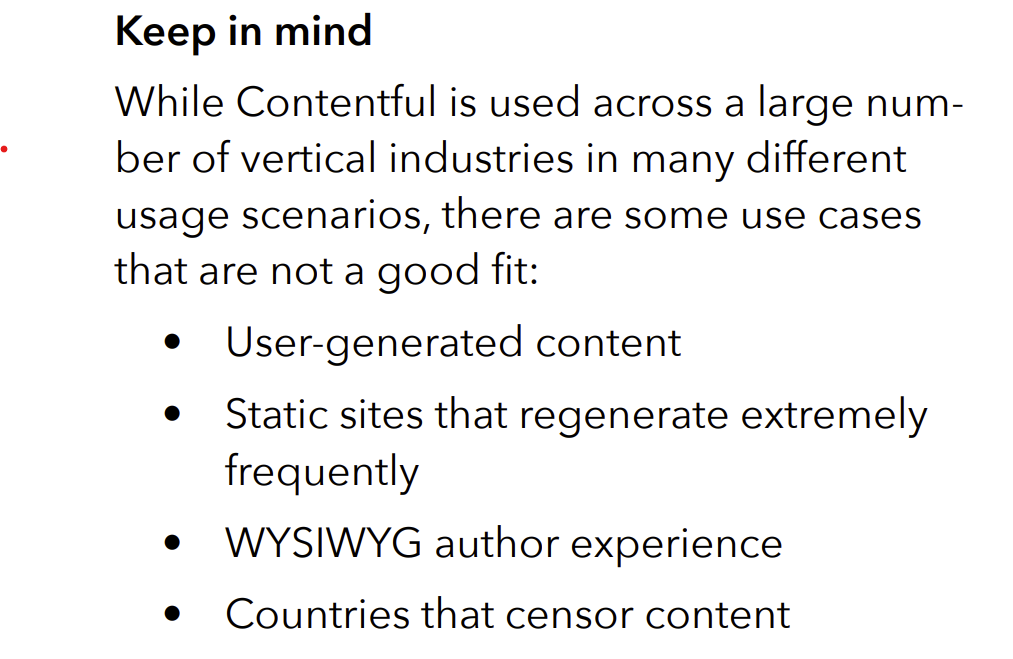 Keep in mind
While Contentful is used across a large num-
ber of vertical industries in many different
usage scenarios, there are some use cases
that are not a good fit:
• User-generated content
• Static sites that regenerate extremely
frequently
• WYSIWYG author experience
• Countries that censor content